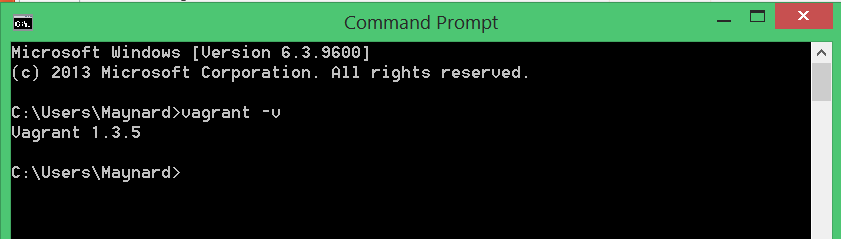 Command Prompt
Microsoft Windows [Version 6.3.9600]
(c) 2013 Microsoft Corporation. All rights reserved.
C:\Users\Maynard>vagrant -v
Vagrant 1.3.5
C:\Users\Maynard>